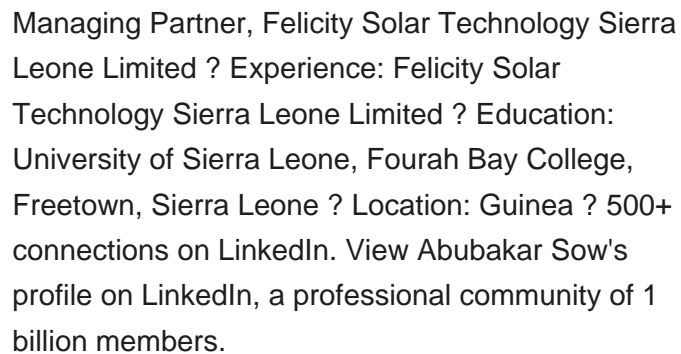 Managing Partner, Felicity Solar Technology Sierra
Leone Limited ? Experience: Felicity Solar
Technology Sierra Leone Limited ? Education:
University of Sierra Leone, Fourah Bay College,
Freetown, Sierra Leone ? Location: Guinea ? 500+
connections on LinkedIn. View Abubakar Sow's
profile on LinkedIn, a professional community of 1
billion members.